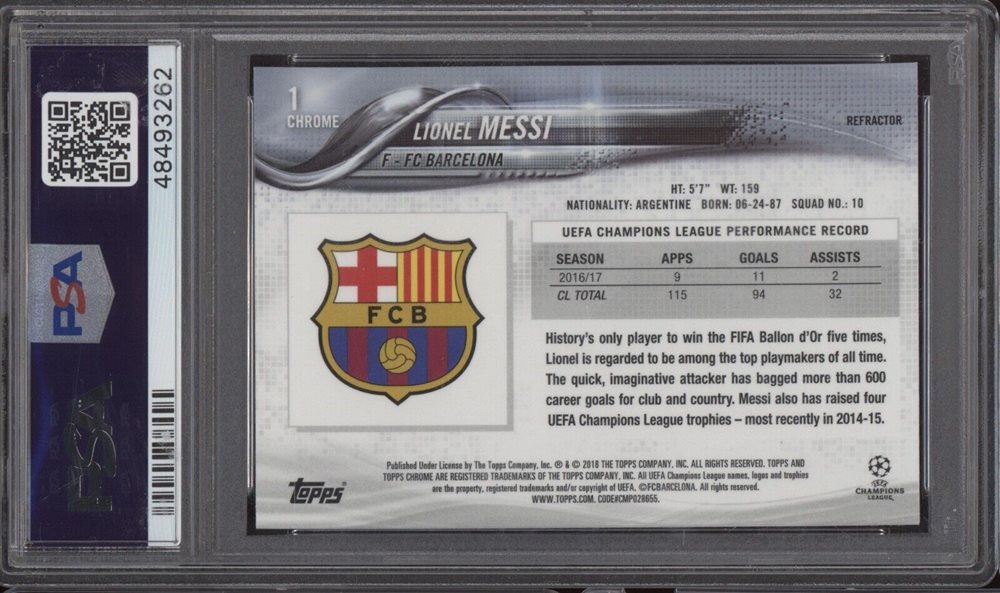 48493262
PSA
PSA
1
CHROME
LIONEL MESSI
F - FC BARCELONA
REFRACTOR
HT: 5'7" WT: 159
NATIONALITY: ARGENTINE BORN: 06-24-87 SQUAD NO.: 10
UEFA CHAMPIONS LEAGUE PERFORMANCE RECORD
SEASON APPS GOALS ASSISTS
2016/17 9 11 2
CL TOTAL 115 94 32
FCB
History's only player to win the FIFA Ballon d'Or five times,
Lionel is regarded to be among the top playmakers of all time.
The quick, imaginative attacker has bagged more than 600
career goals for club and country. Messi also has raised four
UEFA Champions League trophies – most recently in 2014-15.
Topps
Published Under License by The Topps Company, Inc. ® & © 2018 THE TOPPS COMPANY, INC. ALL RIGHTS RESERVED. TOPPS AND
TOPPS CHROME ARE REGISTERED TRADEMARKS OF THE TOPPS COMPANY, INC. All UEFA Champions League names, logos and trophies
are the property, registered trademarks and/or copyright of UEFA. ©FCBARCELONA. All rights reserved.
WWW.TOPPS.COM. CODE#CMP028655.
UEFA
CHAMPIONS
LEAGUE